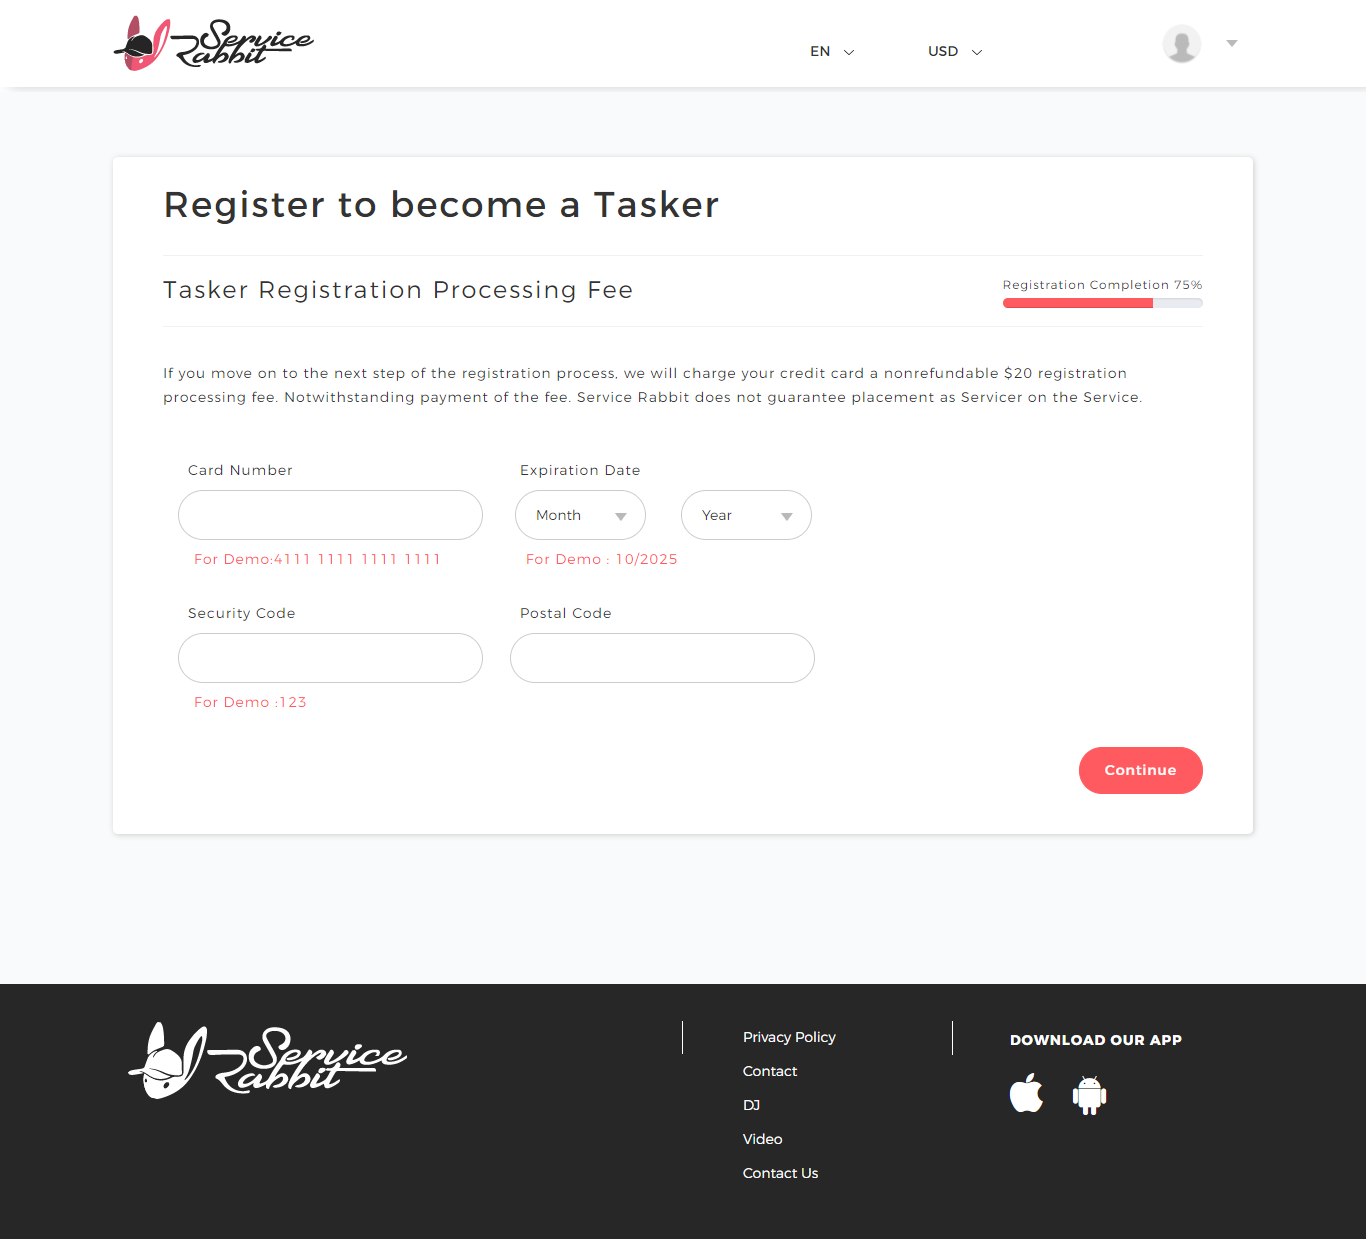 Service Rabbit
EN
USD
Register to become a Tasker
Tasker Registration Processing Fee
Registration Completion 75%
If you move on to the next step of the registration process, we will charge your credit card a nonrefundable $20 registration
processing fee. Notwithstanding payment of the fee. Service Rabbit does not guarantee placement as Servicer on the Service.
Card Number
Expiration Date
Month
Year
For Demo:4111 1111 1111 1111
For Demo : 10/2025
Security Code
Postal Code
For Demo :123
Continue
Service Rabbit
Privacy Policy
Contact
DJ
Video
Contact Us
DOWNLOAD OUR APP